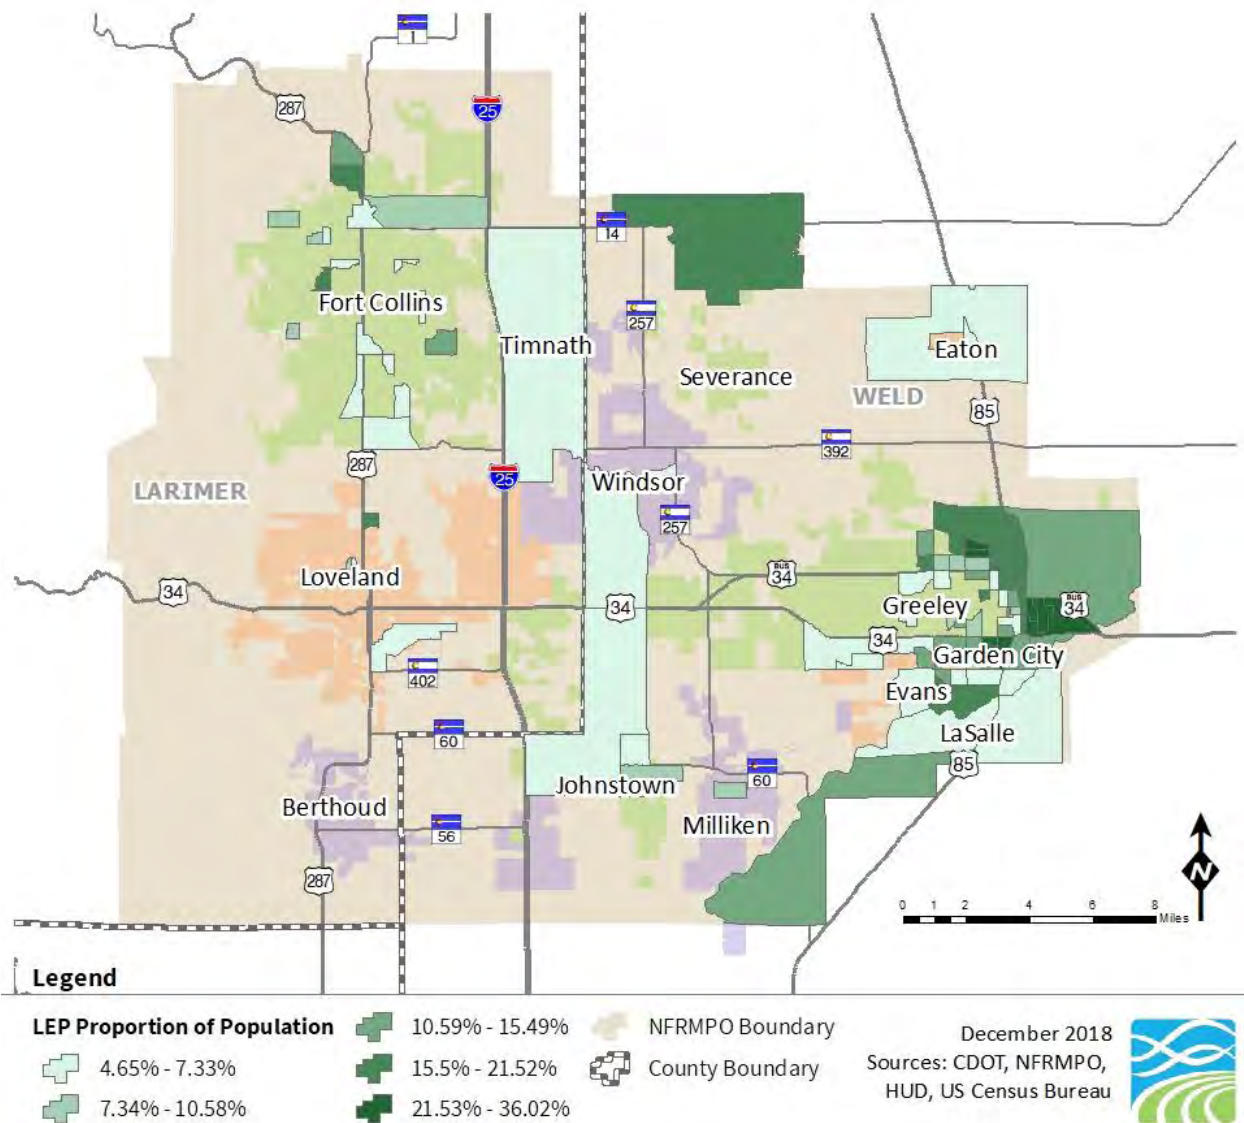 1
287
25
14
Fort Collins
257
Timnath
Eaton
Severance
WELD
85
392
287
25
LARIMER
Windsor
257
Loveland
34
BUS
34
34
Greeley
BUS
34
34
Garden City
402
Evans
60
LaSalle
85
Johnstown
60
Berthoud
56
Milliken
287
N
0 1 2 4 6 8
Miles
Legend
LEP Proportion of Population
4.65% - 7.33%
7.34% - 10.58%
10.59% - 15.49%
15.5% - 21.52%
21.53% - 36.02%
NFRMPO Boundary
County Boundary
December 2018
Sources: CDOT, NFRMPO,
HUD, US Census Bureau